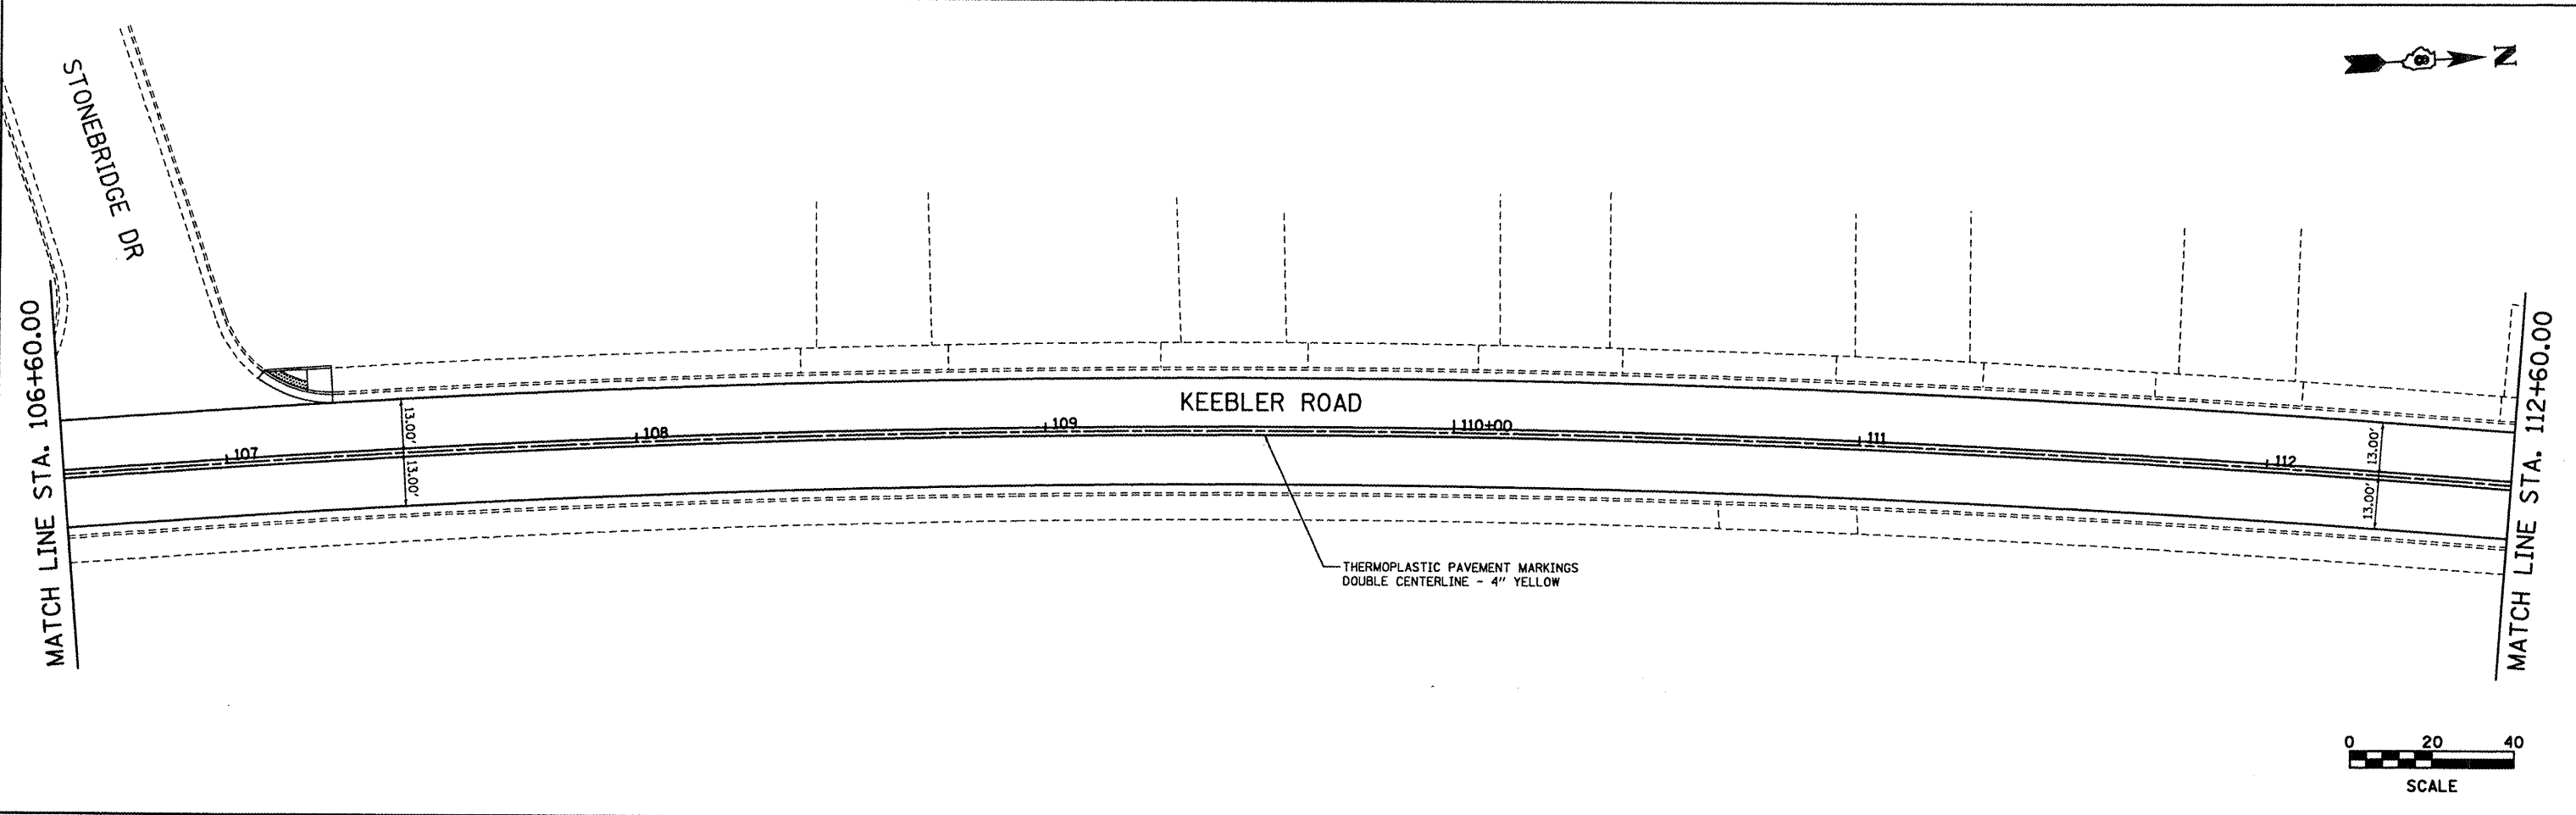 STONEBRIDGE DR
N
MATCH LINE STA. 106+60.00
MATCH LINE STA. 112+60.00
KEEBLER ROAD
107
108
109
110+00
111
112
13.00'
13.00'
13.00'
13.00'
THERMOPLASTIC PAVEMENT MARKINGS
DOUBLE CENTERLINE - 4" YELLOW
0 20 40
SCALE